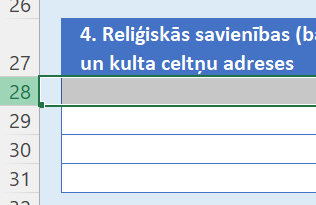 26
4. Reliģiskās savienības
27 un kulta celtņu adreses
28
29
30
31